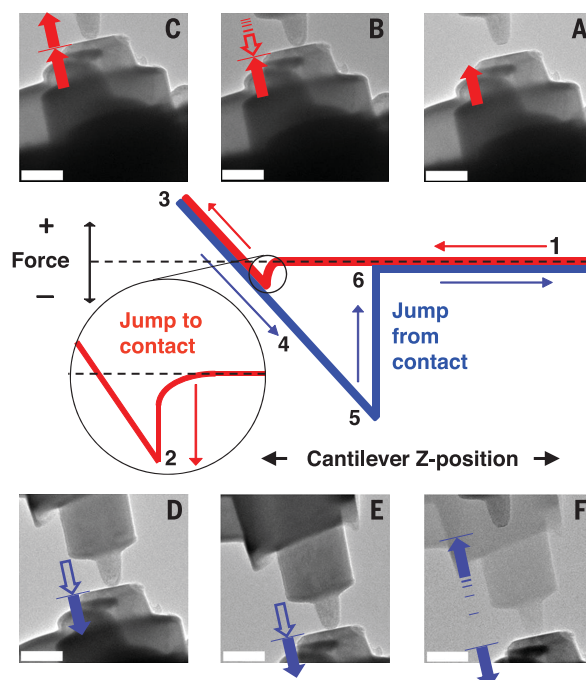 C
B
A
3
+
Force
−
1
6
Jump to
contact
4
Jump
from
contact
5
2
Cantilever Z-position
D
E
F